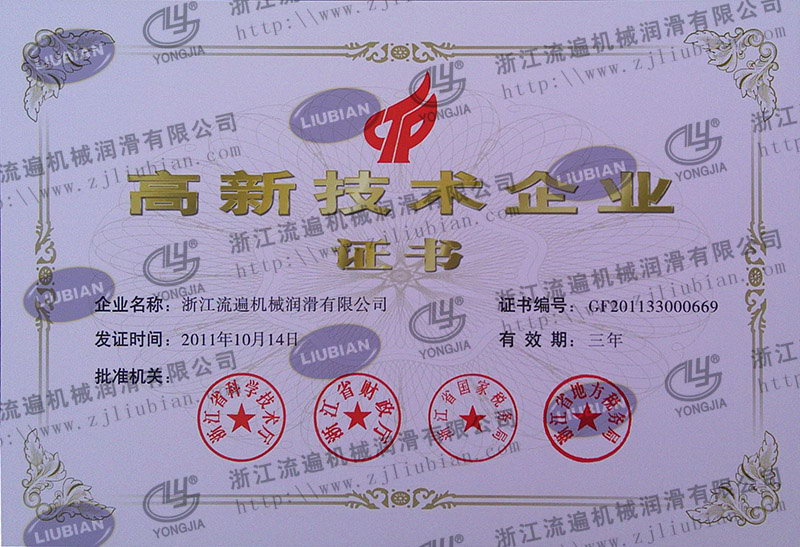 高新技术企业
证书
企业名称：浙江流遍机械润滑有限公司
证书编号：GF201133000669
发证时间：2011年10月14日
有 效 期：三年
批准机关：
浙江省科学技术厅
浙江省财政厅
浙江省国家税务局
浙江省地方税务局
LIUBIAN
YONGJIA
浙江流遍机械润滑有限公司
http:\\www.zjliubian.com